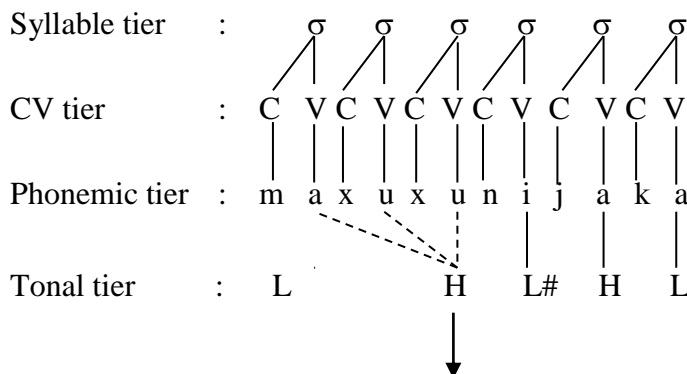 Syllable tier : σ σ σ σ σ σ
CV tier : C V C V C V C V C V C V
Phonemic tier : m a x u x u n i j a k a
Tonal tier : L H L# H L